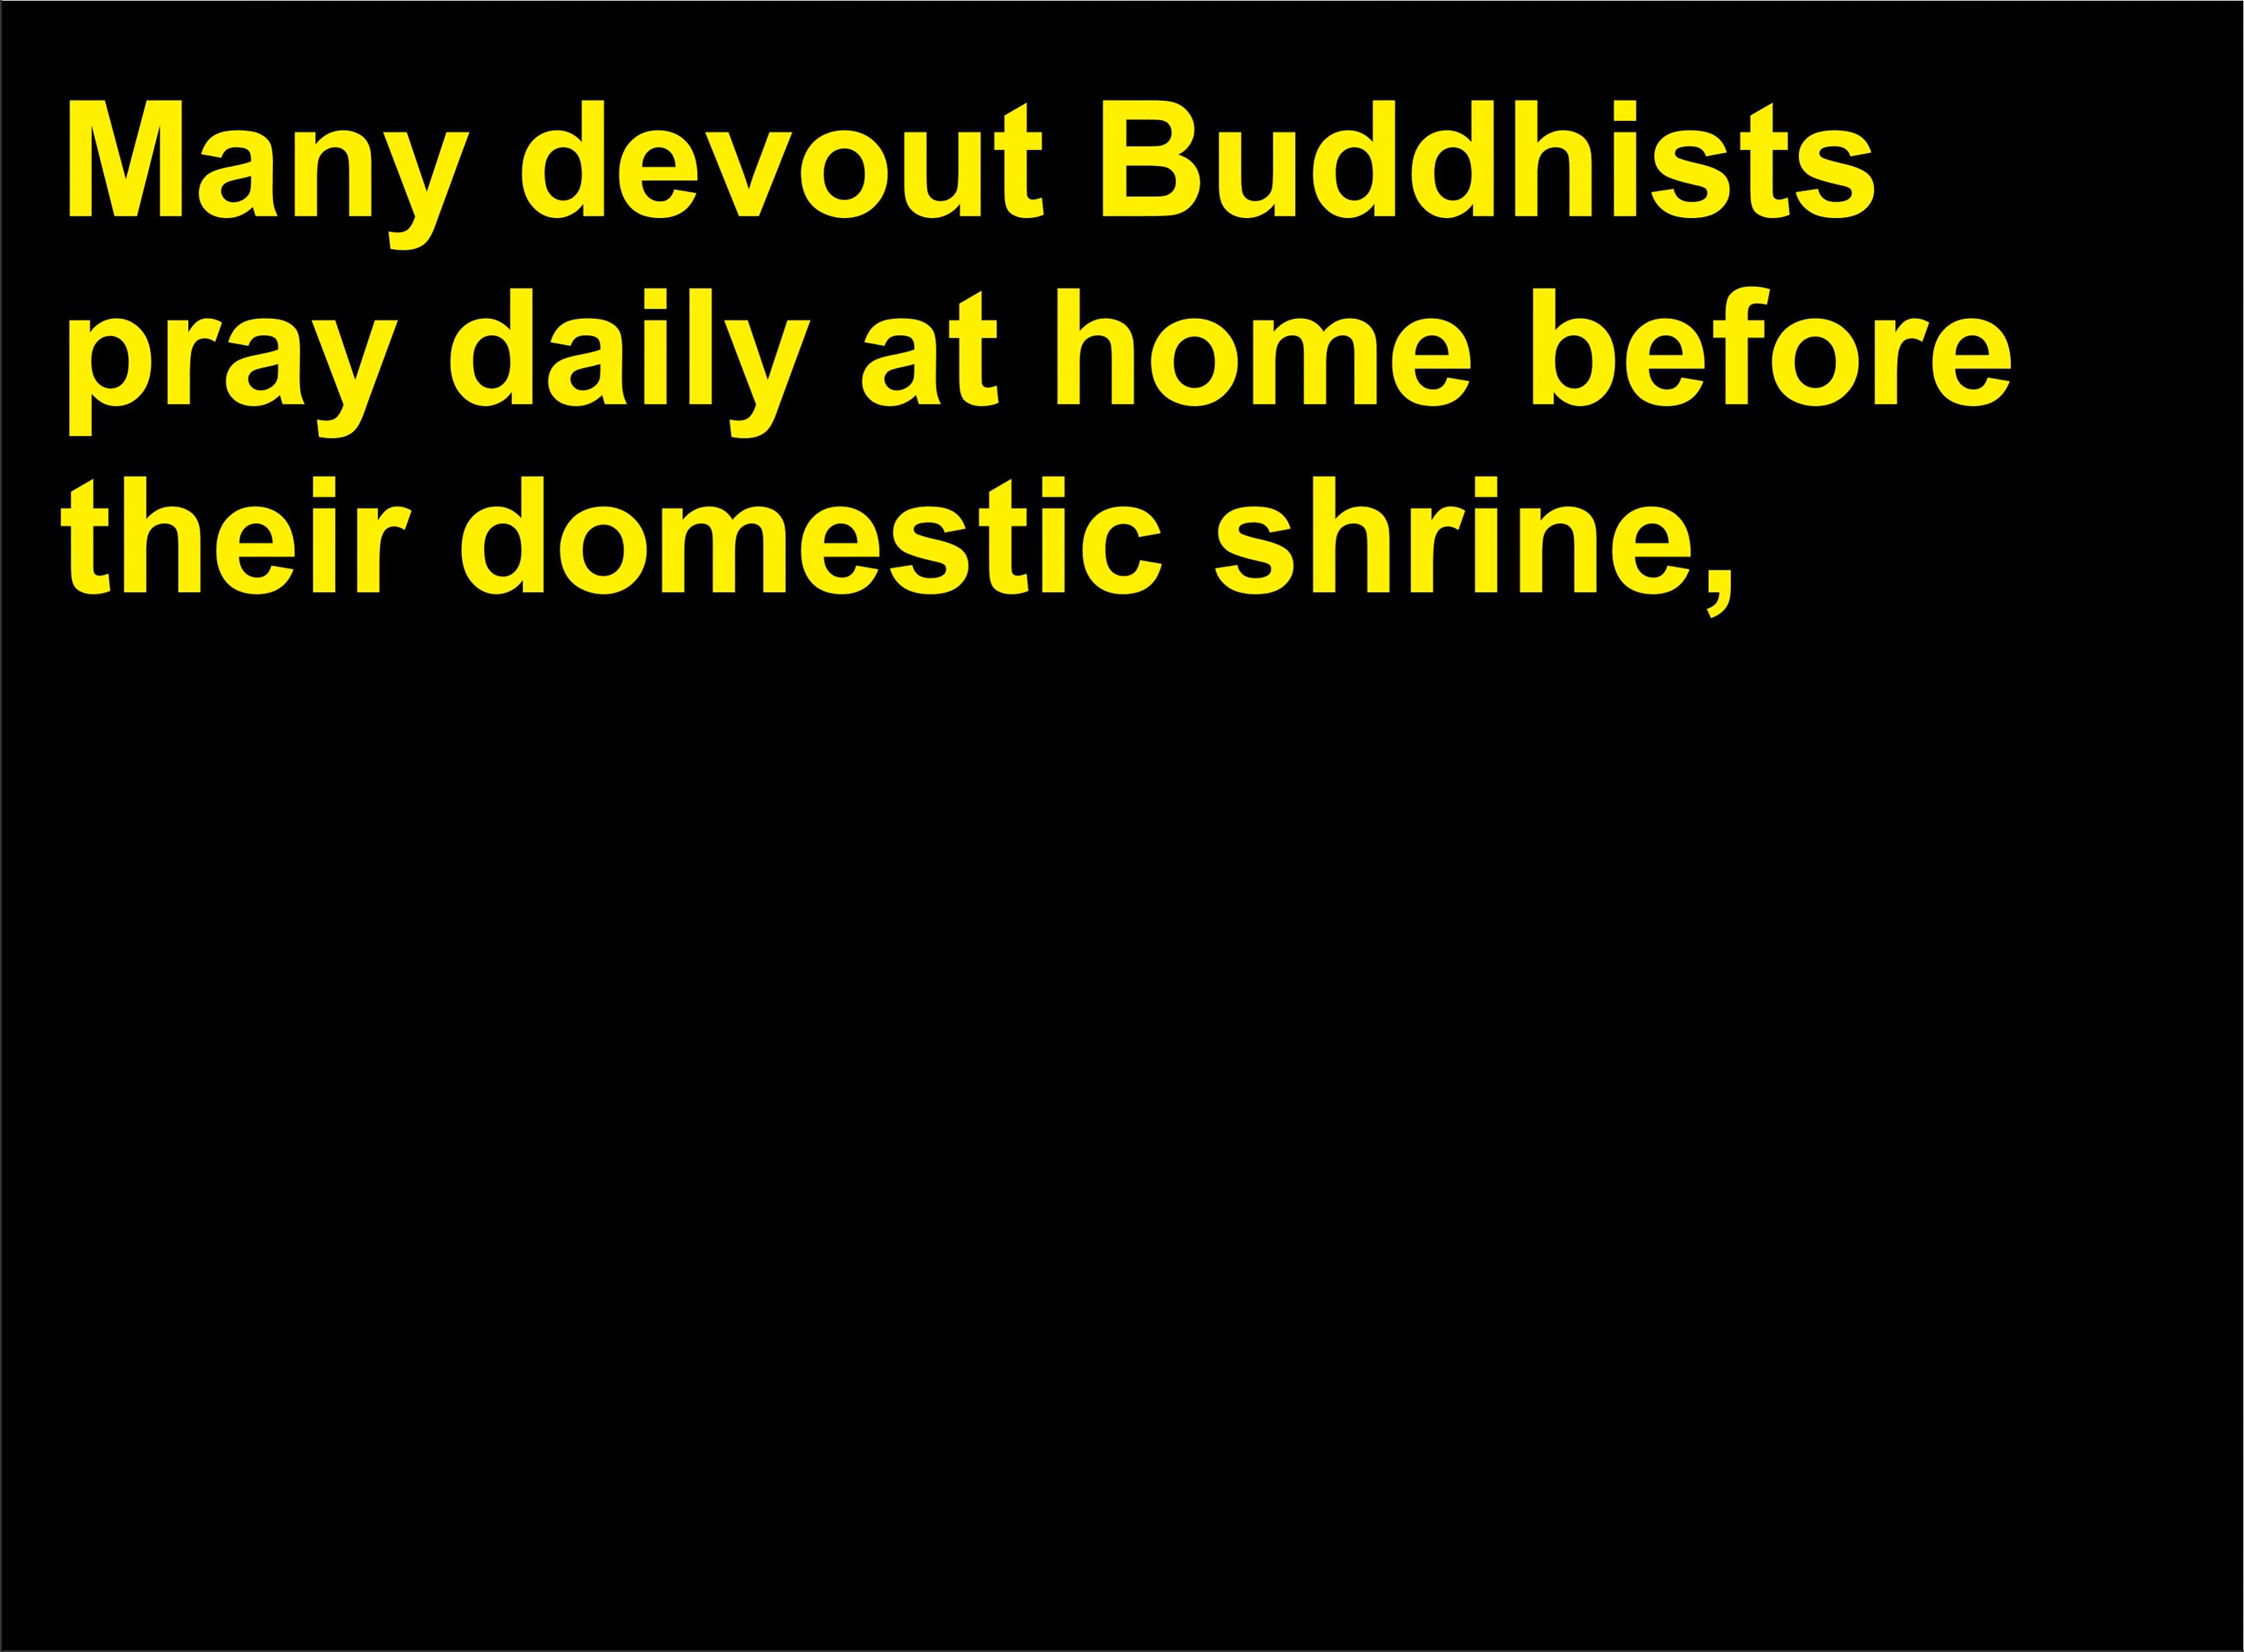 Many devout Buddhists
pray daily at home before
their domestic shrine,